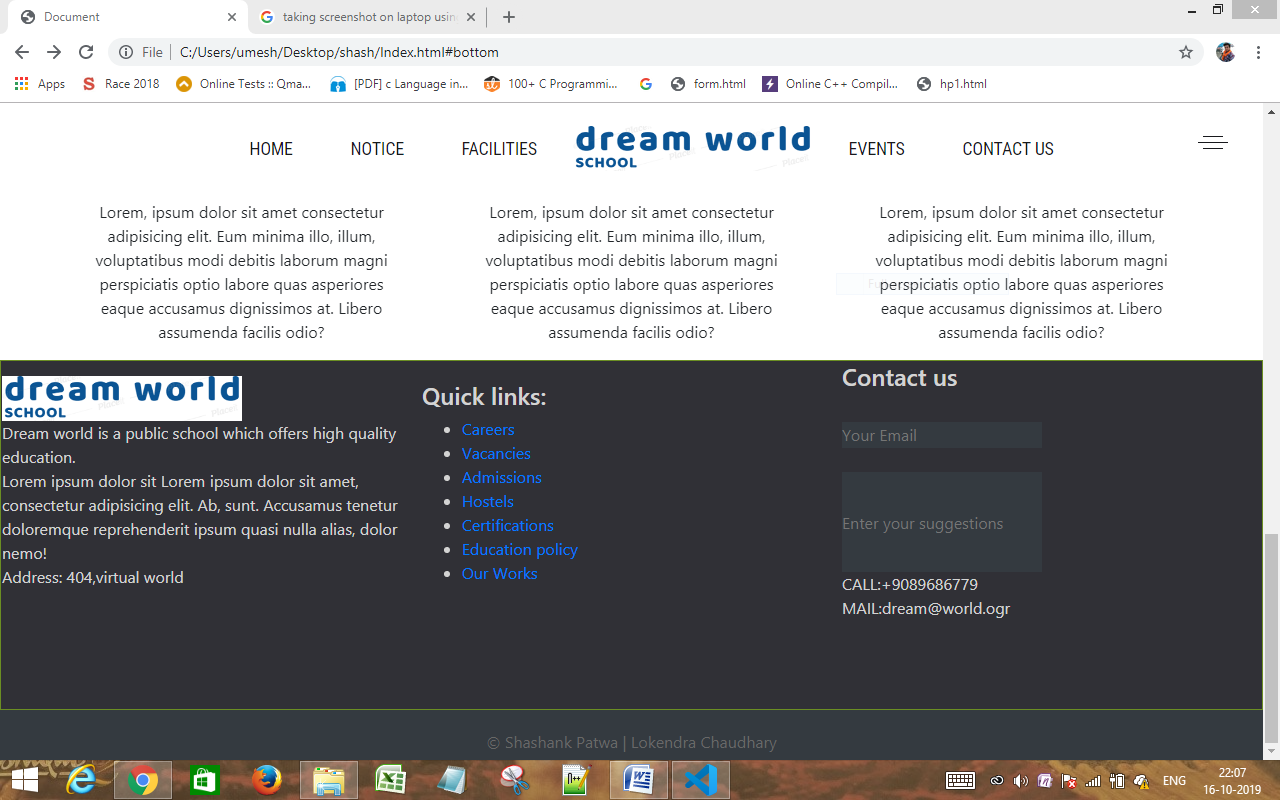 Document
taking screenshot on laptop usin
File
C:/Users/umesh/Desktop/shash/Index.html#bottom
Apps
Race 2018
Online Tests :: Qma...
[PDF] c Language in...
100+ C Programmi...
form.html
Online C++ Compil...
hp1.html
HOME
NOTICE
FACILITIES
dream world
SCHOOL
EVENTS
CONTACT US
Lorem, ipsum dolor sit amet consectetur
adipisicing elit. Eum minima illo, illum,
voluptatibus modi debitis laborum magni
perspiciatis optio labore quas asperiores
eaque accusamus dignissimos at. Libero
assumenda facilis odio?
Lorem, ipsum dolor sit amet consectetur
adipisicing elit. Eum minima illo, illum,
voluptatibus modi debitis laborum magni
perspiciatis optio labore quas asperiores
eaque accusamus dignissimos at. Libero
assumenda facilis odio?
Lorem, ipsum dolor sit amet consectetur
adipisicing elit. Eum minima illo, illum,
voluptatibus modi debitis laborum magni
perspiciatis optio labore quas asperiores
eaque accusamus dignissimos at. Libero
assumenda facilis odio?
dream world
SCHOOL
Dream world is a public school which offers high quality
education.
Lorem ipsum dolor sit Lorem ipsum dolor sit amet,
consectetur adipisicing elit. Ab, sunt. Accusamus tenetur
doloremque reprehenderit ipsum quasi nulla alias, dolor
nemo!
Address: 404,virtual world
Quick links:
Careers
Vacancies
Admissions
Hostels
Certifications
Education policy
Our Works
Contact us
Your Email
Enter your suggestions
CALL:+9089686779
MAIL:dream@world.ogr
© Shashank Patwa | Lokendra Chaudhary
ENG
22:07
16-10-2019